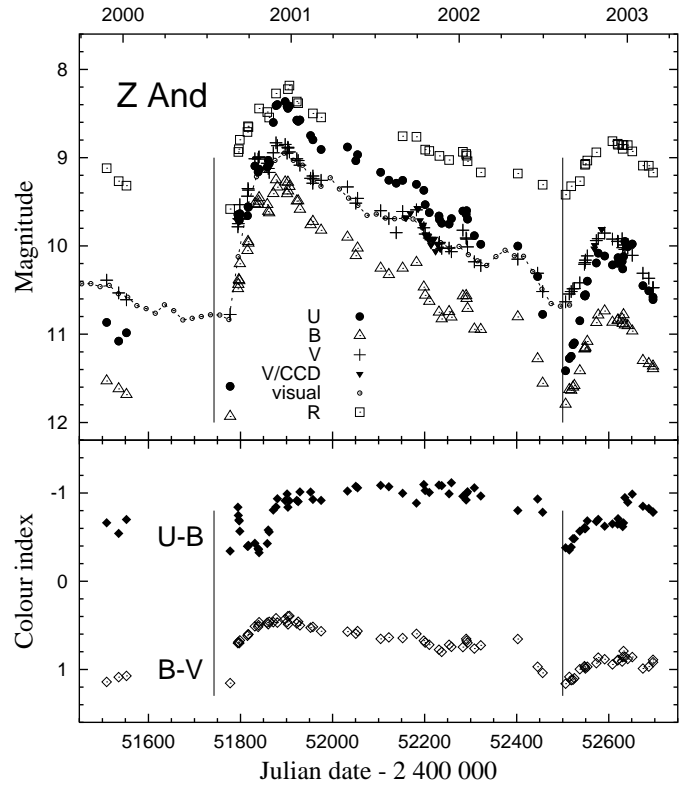 2000 2001 2002 2003
Z And
8
9
10
11
12
Magnitude
U
B
V
V/CCD
visual
R
-1
0
1
Colour index
U-B
B-V
51600 51800 52000 52200 52400 52600
Julian date - 2 400 000